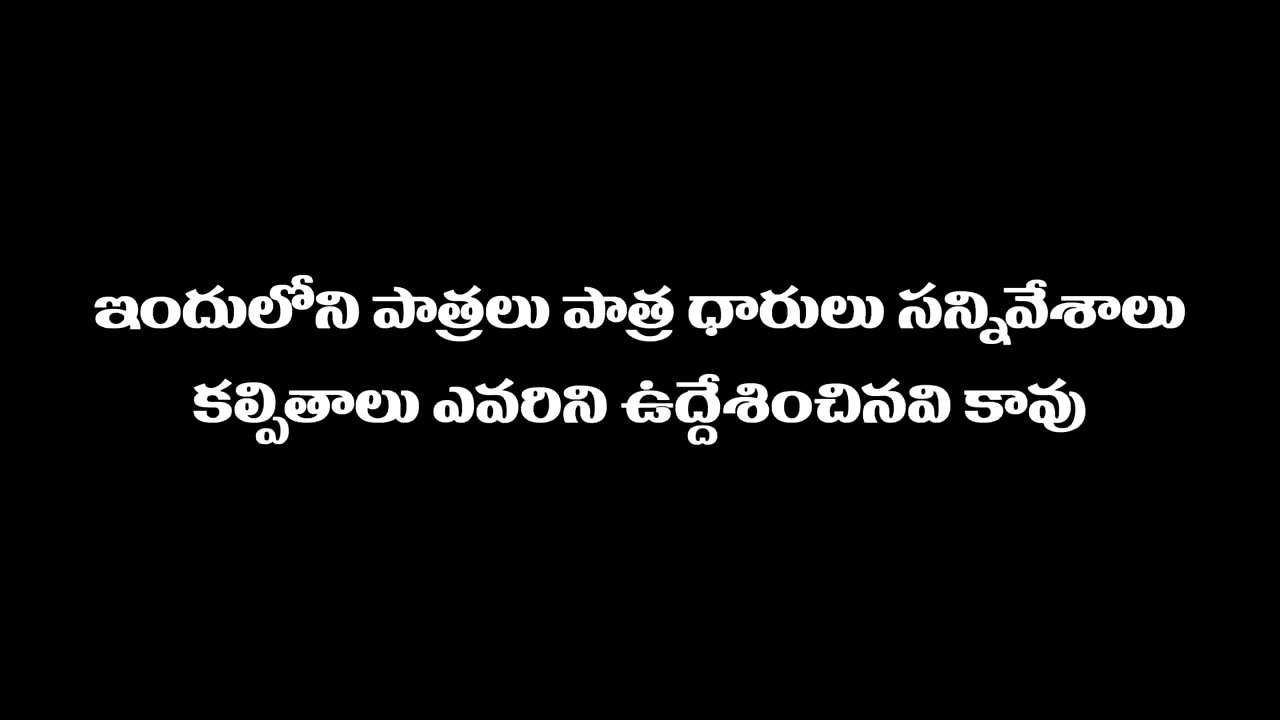 ఇందులోని పాత్రలు పాత్ర ధారులు సన్నివేశాలు
కల్పితాలు ఎవరిని ఉద్దేశించినవి కావు